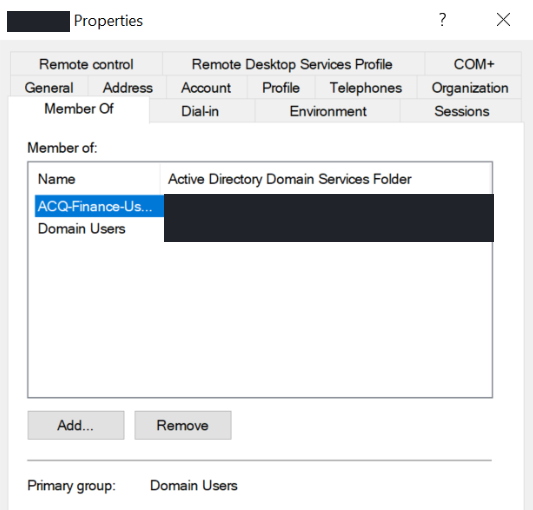 Properties ?
Remote control Remote Desktop Services Profile COM+
General Address Account Profile Telephones Organization
Member Of Dial-in Environment Sessions
Member of:
Name Active Directory Domain Services Folder
ACQ-Finance-Us...
Domain Users
Add... Remove
Primary group: Domain Users